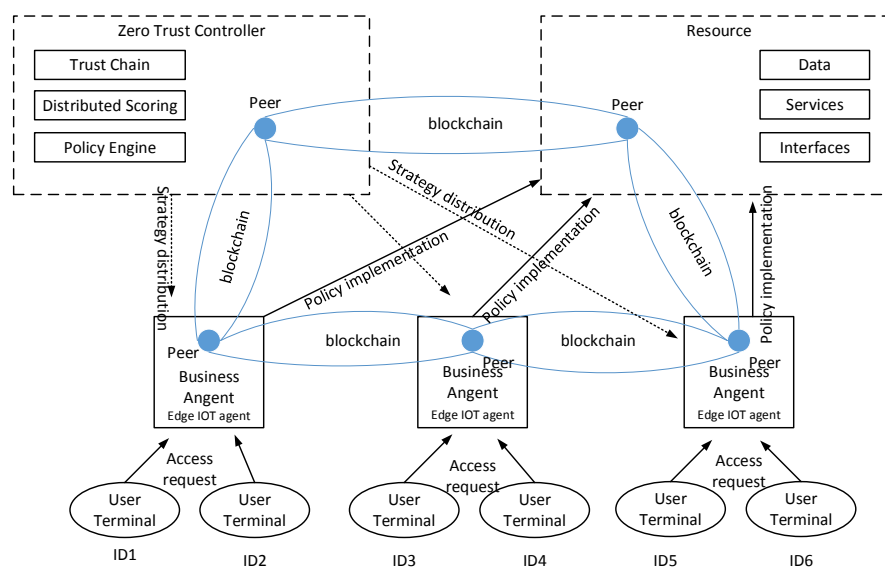 Zero Trust Controller
Resource
Trust Chain
Data
Distributed Scoring
Peer
Peer
Services
blockchain
Policy Engine
Interfaces
Strategy distribution
Strategy distribution
blockchain
Policy implementation
Policy implementation
blockchain
Policy implementation
Peer
blockchain
Peer
blockchain
Peer
Business
Angent
Edge IOT agent
Business
Angent
Edge IOT agent
Business
Angent
Edge IOT agent
Access
request
Access
request
Access
request
User
Terminal
User
Terminal
User
Terminal
User
Terminal
User
Terminal
User
Terminal
ID1
ID2
ID3
ID4
ID5
ID6